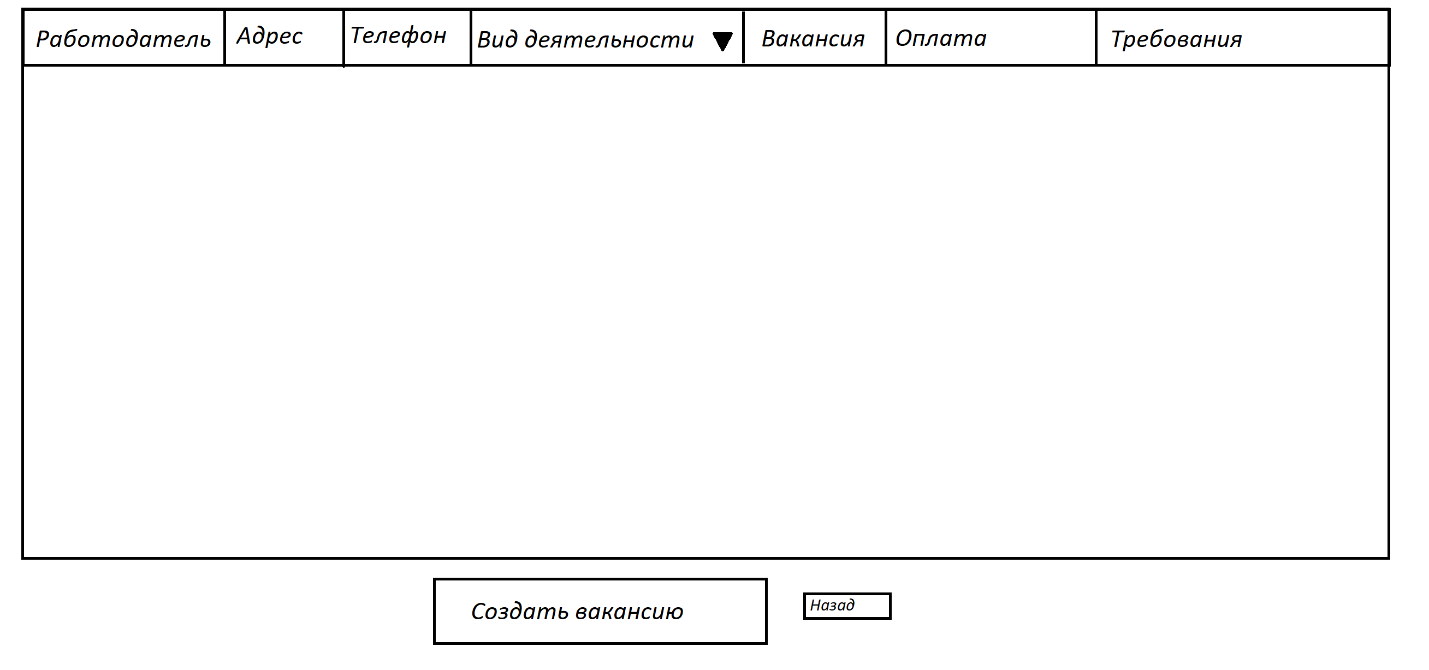 Работодатель Адрес Телефон Вид деятельности Вакансия Оплата Требования
Создать вакансию Назад